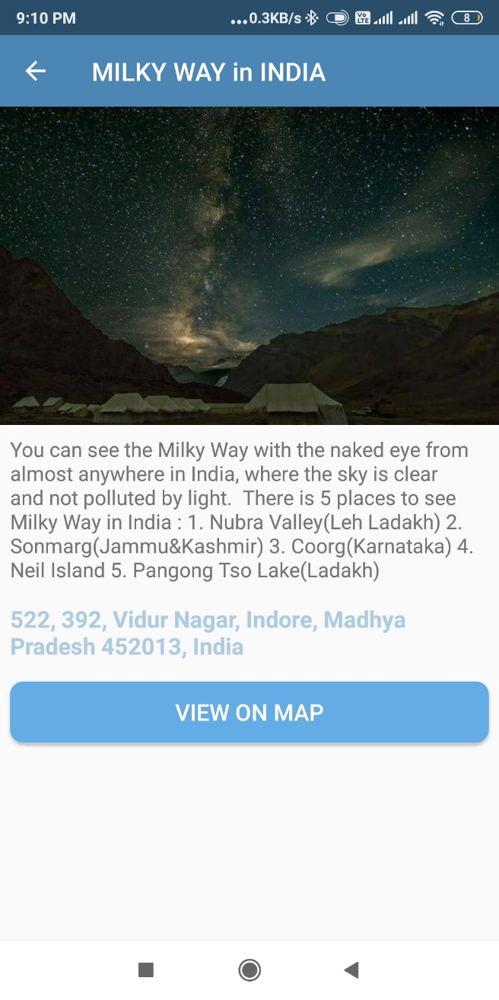 9:10 PM
...0.3KB/s
Vo
LTE
8
MILKY WAY in INDIA
You can see the Milky Way with the naked eye from
almost anywhere in India, where the sky is clear
and not polluted by light.  There is 5 places to see
Milky Way in India : 1. Nubra Valley(Leh Ladakh) 2.
Sonmarg(Jammu&Kashmir) 3. Coorg(Karnataka) 4.
Neil Island 5. Pangong Tso Lake(Ladakh)
522, 392, Vidur Nagar, Indore, Madhya
Pradesh 452013, India
VIEW ON MAP